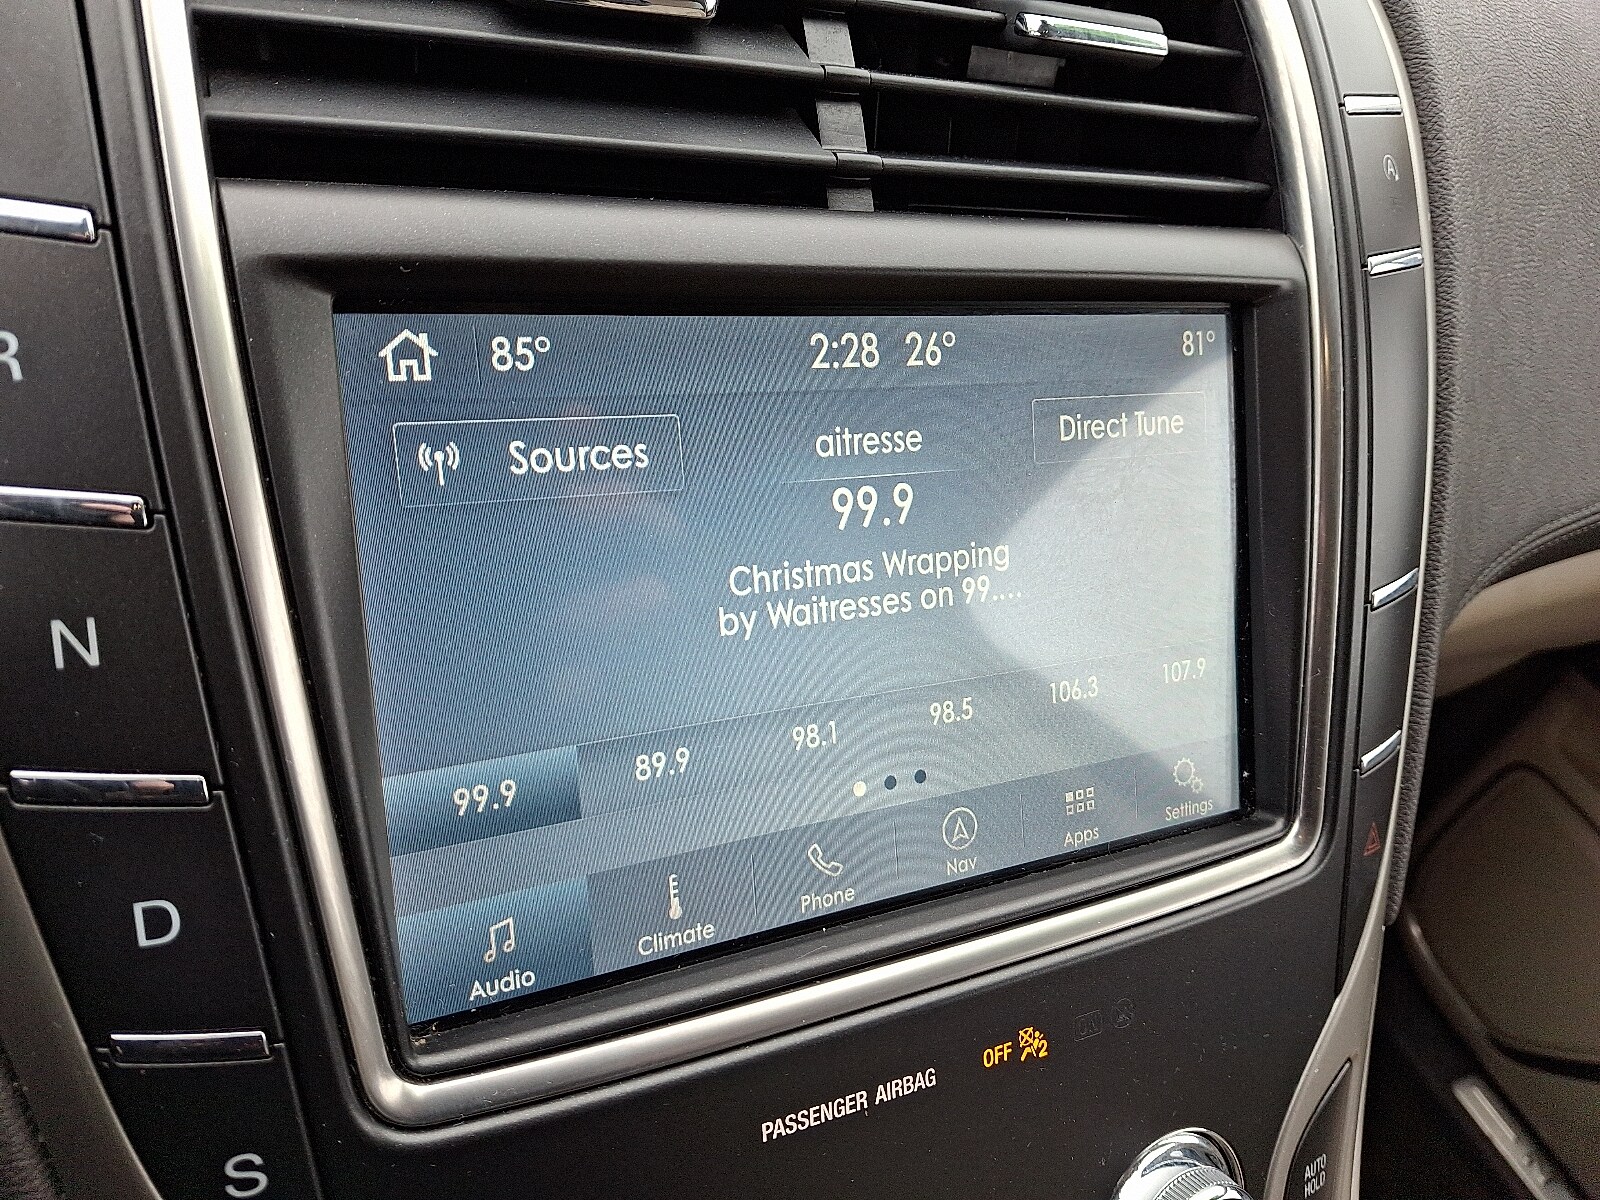 85° 2:28 26° 81°
Sources aitresse Direct Tune
99.9
Christmas Wrapping
by Waitresses on 99....
99.9 89.9 98.1 98.5 106.3 107.9
Audio Climate Phone Nav Apps Settings
R
N
D
S
PASSENGER AIRBAG OFF 2
AUTO
HOLD